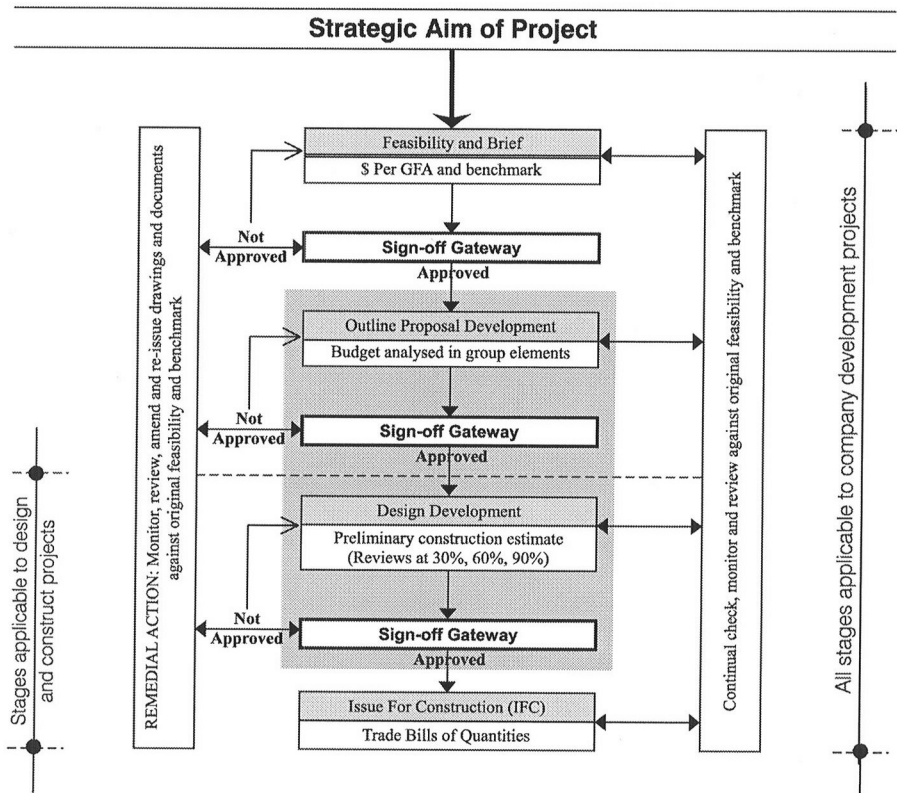 Strategic Aim of Project
Feasibility and Brief
$ Per GFA and benchmark
Not
Approved
Sign-off Gateway
Approved
Outline Proposal Development
Budget analysed in group elements
Not
Approved
Sign-off Gateway
Approved
Design Development
Preliminary construction estimate
(Reviews at 30%, 60%, 90%)
Not
Approved
Sign-off Gateway
Approved
Issue For Construction (IFC)
Trade Bills of Quantities
Stages applicable to design
and construct projects
REMEDIAL ACTION: Monitor, review, amend and re-issue drawings and documents
against original feasibility and benchmark
Continual check, monitor and review against original feasibility and benchmark
All stages applicable to company development projects